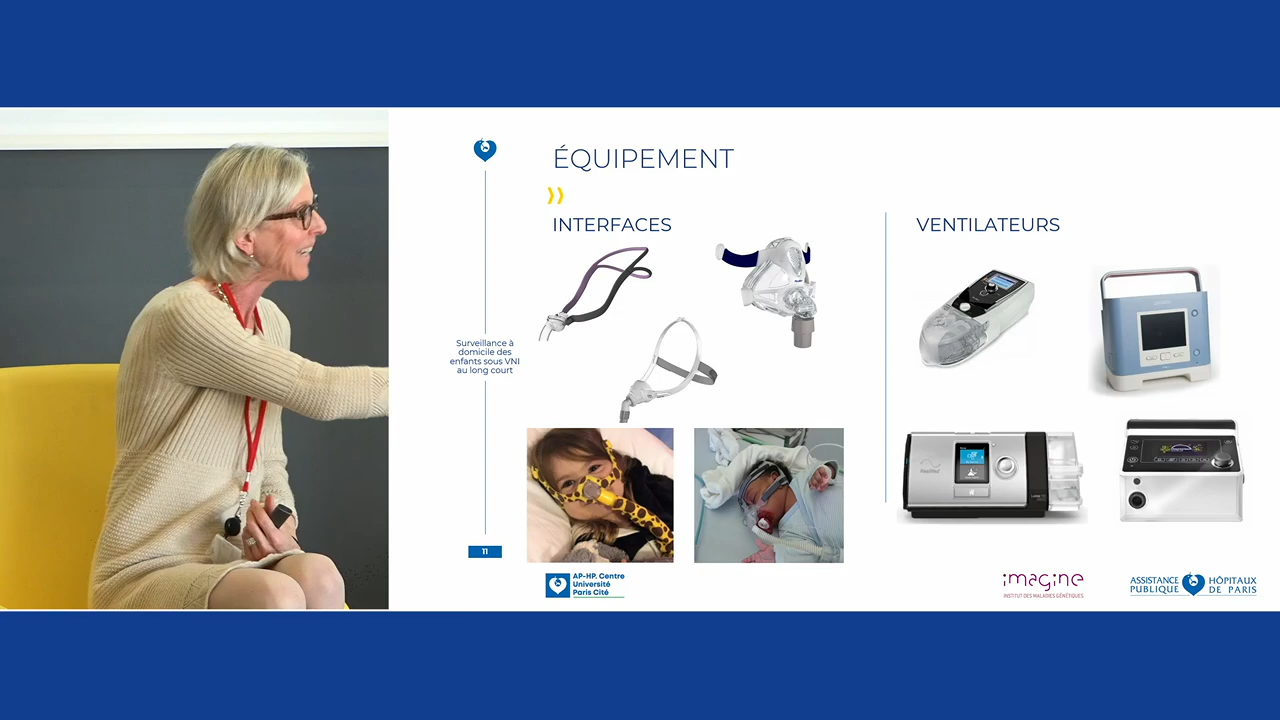 ÉQUIPEMENT
INTERFACES
VENTILATEURS
Surveillance à
domicile des
enfants sous VNI
au long court
11
AP-HP. Centre
Université
Paris Cité
imagine
INSTITUT DES MALADIES GÉNÉTIQUES
ASSISTANCE
PUBLIQUE
HÔPITAUX
DE PARIS